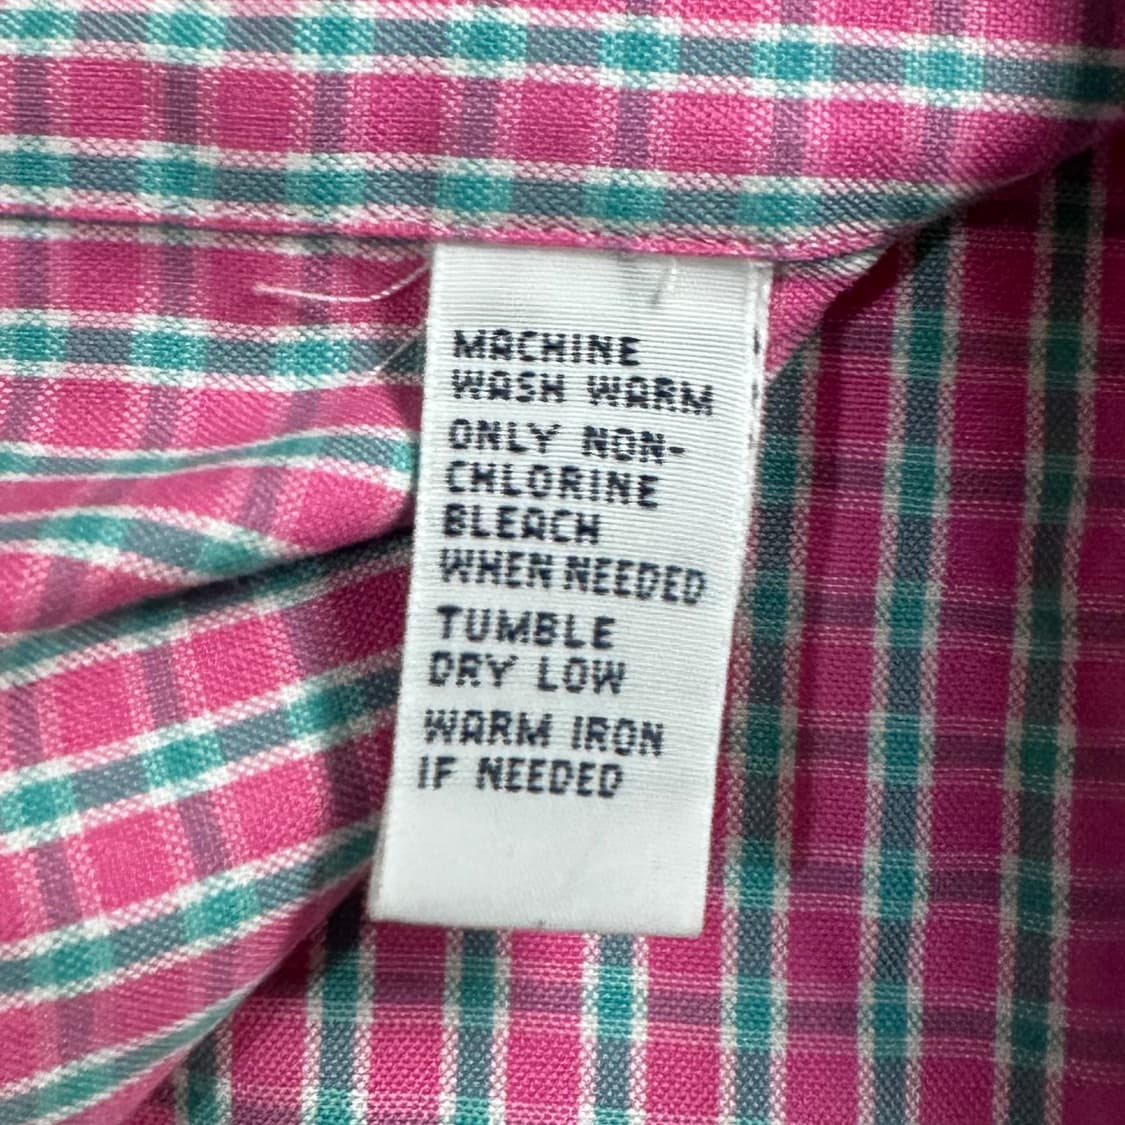 MACHINE
WASH WARM
ONLY NON-
CHLORINE
BLEACH
WHEN NEEDED
TUMBLE
DRY LOW
WARM IRON
IF NEEDED